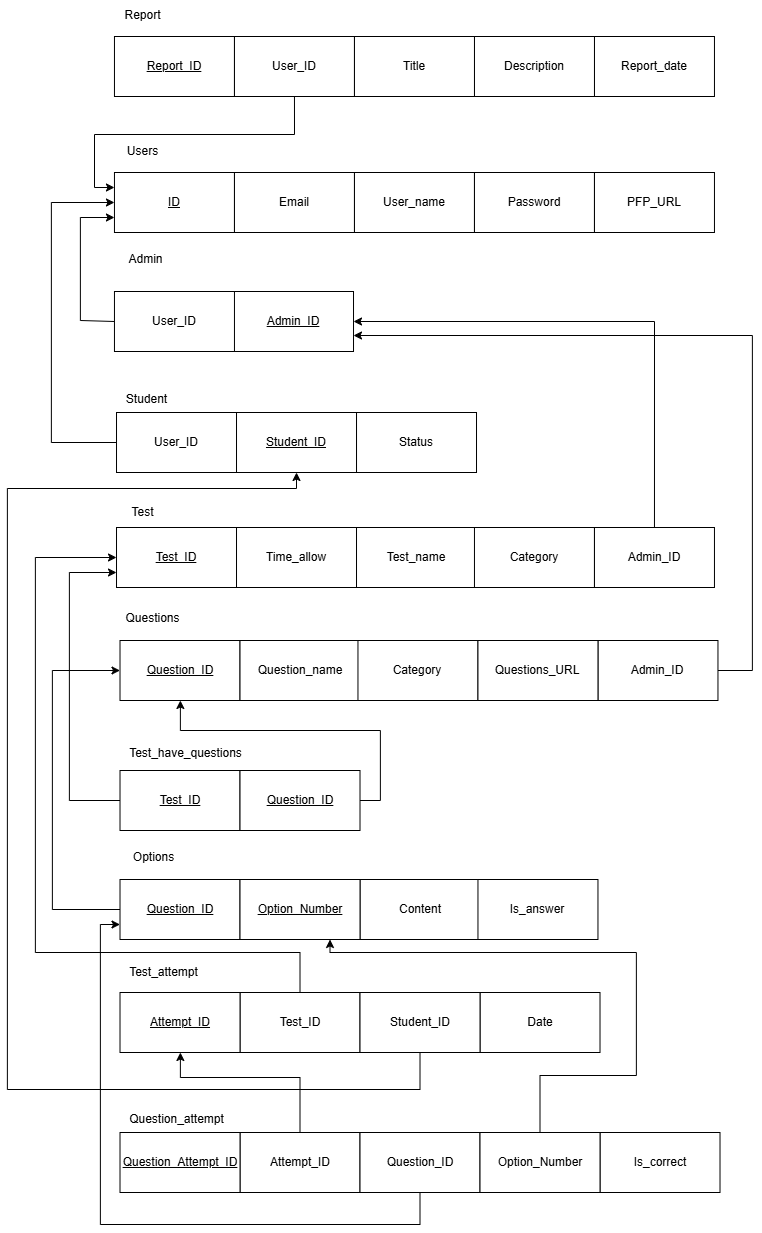 Report
Report_ID User_ID Title Description Report_date
Users
ID Email User_name Password PFP_URL
Admin
User_ID Admin_ID
Student
User_ID Student_ID Status
Test
Test_ID Time_allow Test_name Category Admin_ID
Questions
Question_ID Question_name Category Questions_URL Admin_ID
Test_have_questions
Test_ID Question_ID
Options
Question_ID Option_Number Content Is_answer
Test_attempt
Attempt_ID Test_ID Student_ID Date
Question_attempt
Question_Attempt_ID Attempt_ID Question_ID Option_Number Is_correct